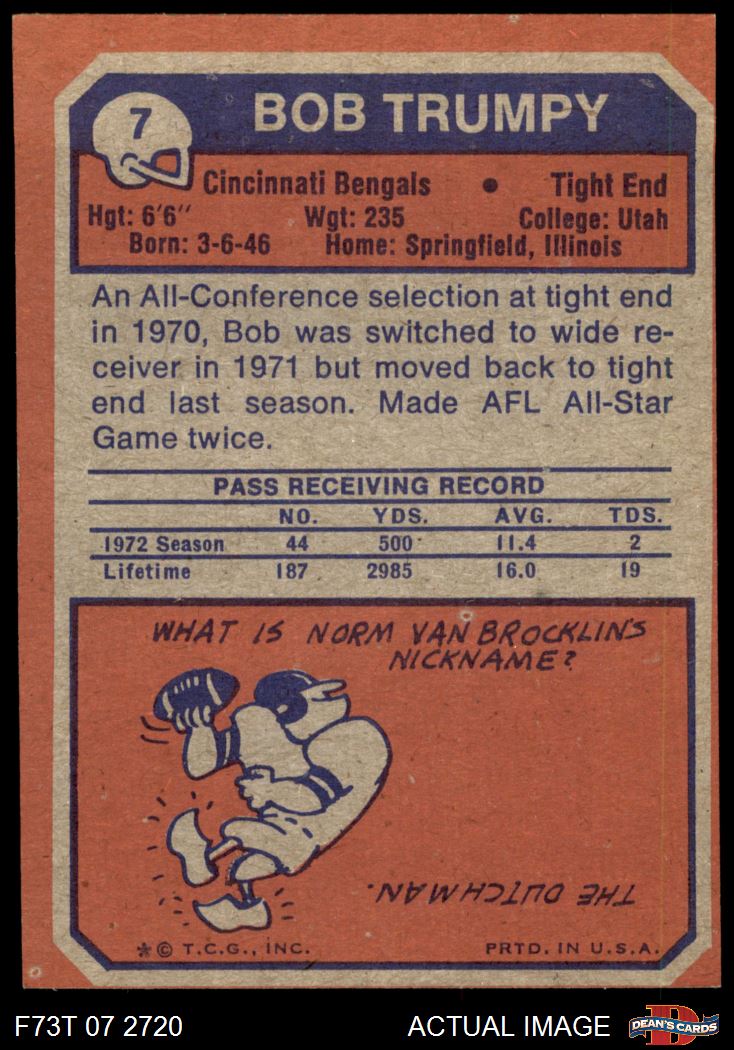 7
BOB TRUMPY
Cincinnati Bengals • Tight End
Hgt: 6'6" Wgt: 235 College: Utah
Born: 3-6-46 Home: Springfield, Illinois
An All-Conference selection at tight end
in 1970, Bob was switched to wide re-
ceiver in 1971 but moved back to tight
end last season. Made AFL All-Star
Game twice.
PASS RECEIVING RECORD
NO. YDS. AVG. TDS.
1972 Season 44 500 11.4 2
Lifetime 187 2985 16.0 19
WHAT IS NORM VAN BROCKLIN'S
NICKNAME?
THE DUTCHMAN.
* © T.C.G., INC. PRTD. IN U.S.A.
F73T 07 2720 ACTUAL IMAGE DEAN'S CARDS